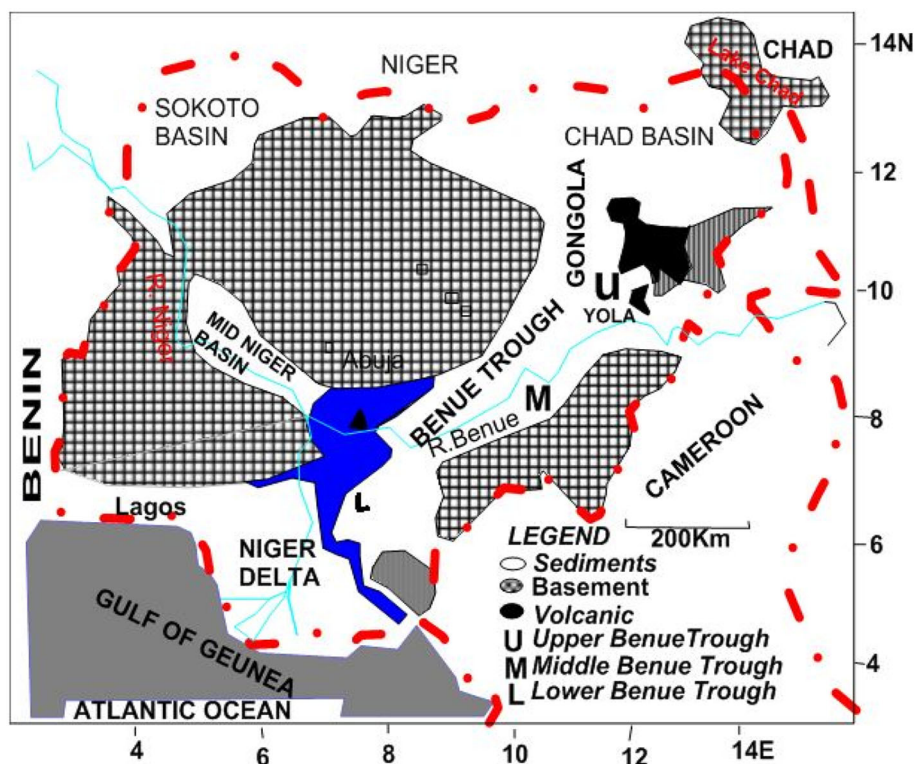 NIGER
CHAD
14N
Lake Chad
SOKOTO
BASIN
CHAD BASIN
12
GONGOLA
U
YOLA
10
R. Niger
MID NIGER
BASIN
Abuja
BENUE TROUGH
M
R.Benue
8
BENIN
CAMEROON
L
Lagos
200Km
NIGER
DELTA
6
GULF OF GEUNEA
ATLANTIC OCEAN
LEGEND
Sediments
Basement
Volcanic
U Upper BenueTrough
M Middle Benue Trough
L Lower Benue Trough
4
4 6 8 10 12 14E